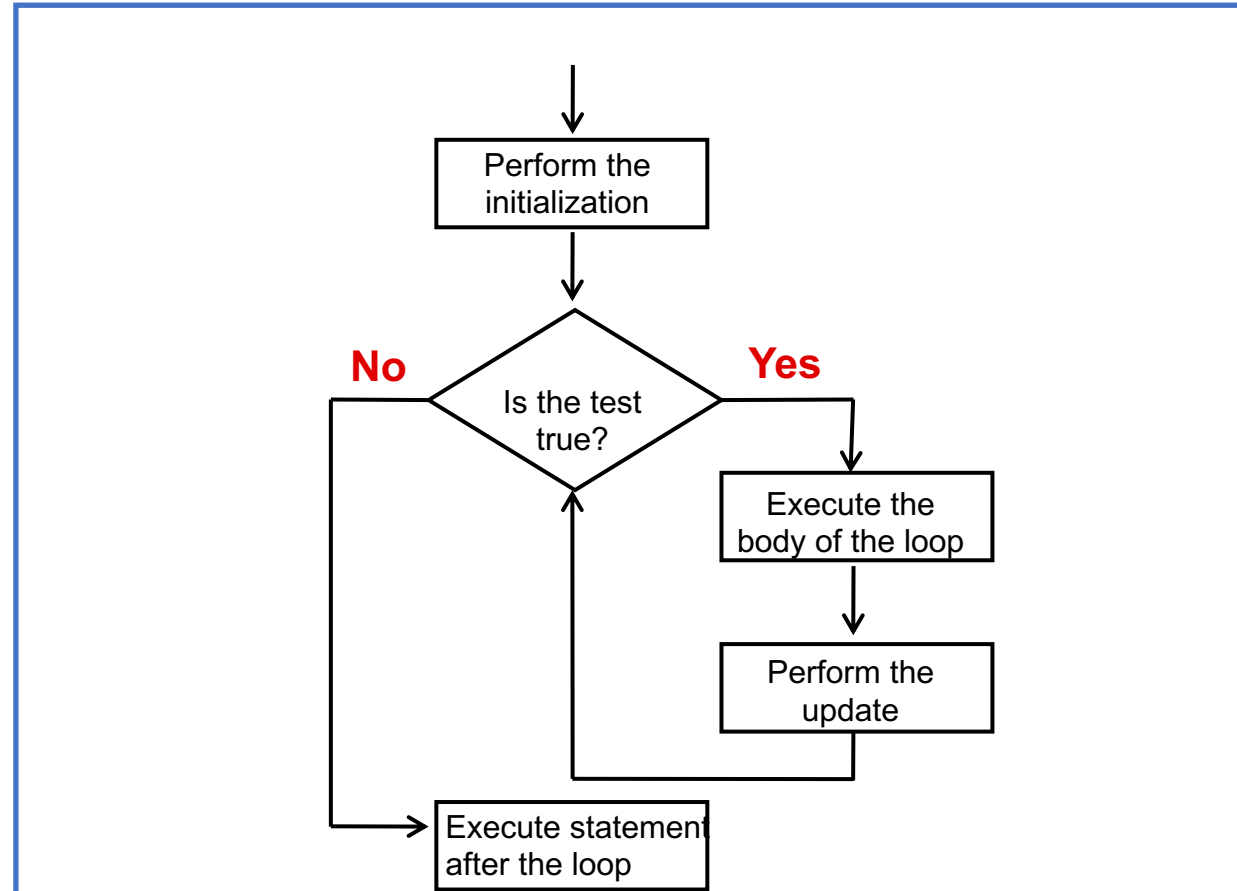 Perform the
initialization
No
Yes
Is the test
true?
Execute the
body of the loop
Perform the
update
Execute statement
after the loop